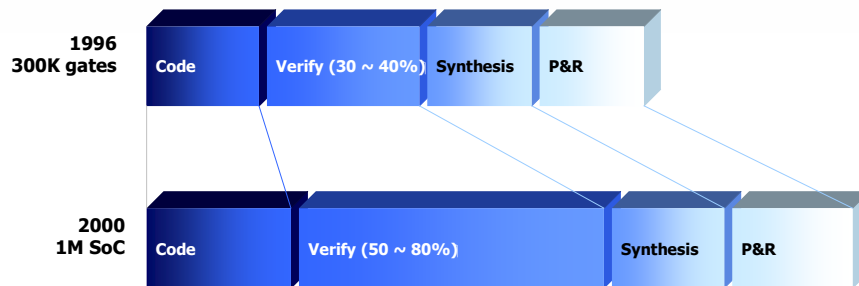 1996
300K gates
Code
Verify (30 ~ 40%)
Synthesis
P&R
2000
1M SoC
Code
Verify (50 ~ 80%)
Synthesis
P&R